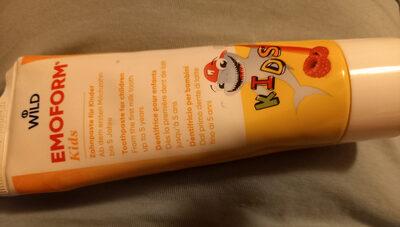 WILD
EMOFORM®
Kids
Zahnpasta für Kinder
Ab dem ersten Milchzahn
bis 5 Jahre
Toothpaste for children
From the first milk tooth
up to 5 years
Dentifrice pour enfants
Dès la première dent de lait
jusqu'à 5 ans
Dentifricio per bambini
Dal primo dente a latte
fino ai 5 anni
KIDS